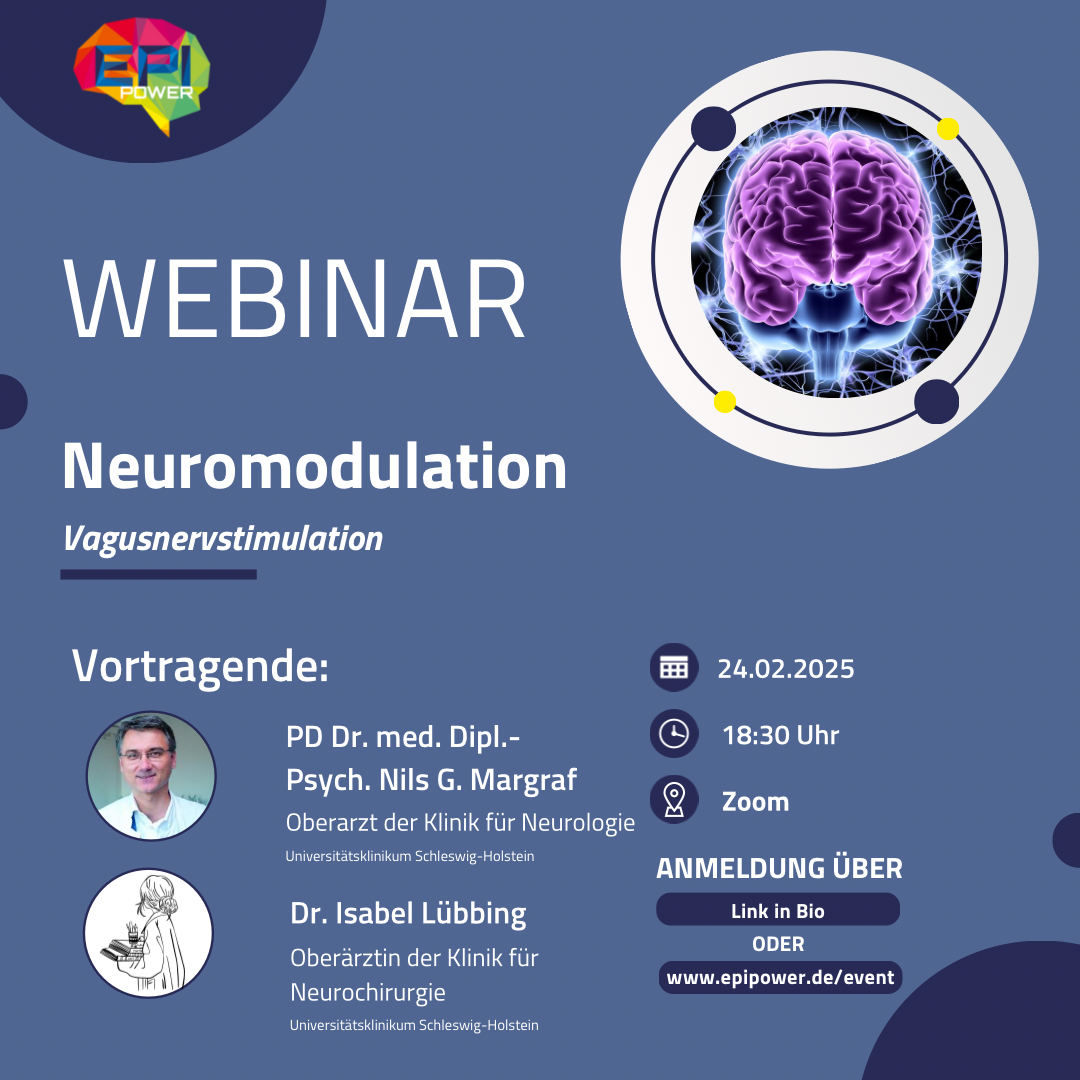 EPI
POWER
WEBINAR
Neuromodulation
Vagusnervstimulation
Vortragende:
PD Dr. med. Dipl.-
Psych. Nils G. Margraf
Oberarzt der Klinik für Neurologie
Universitätsklinikum Schleswig-Holstein
Dr. Isabel Lübbing
Oberärztin der Klinik für
Neurochirurgie
Universitätsklinikum Schleswig-Holstein
24.02.2025
18:30 Uhr
Zoom
ANMELDUNG ÜBER
Link in Bio
ODER
www.epipower.de/event